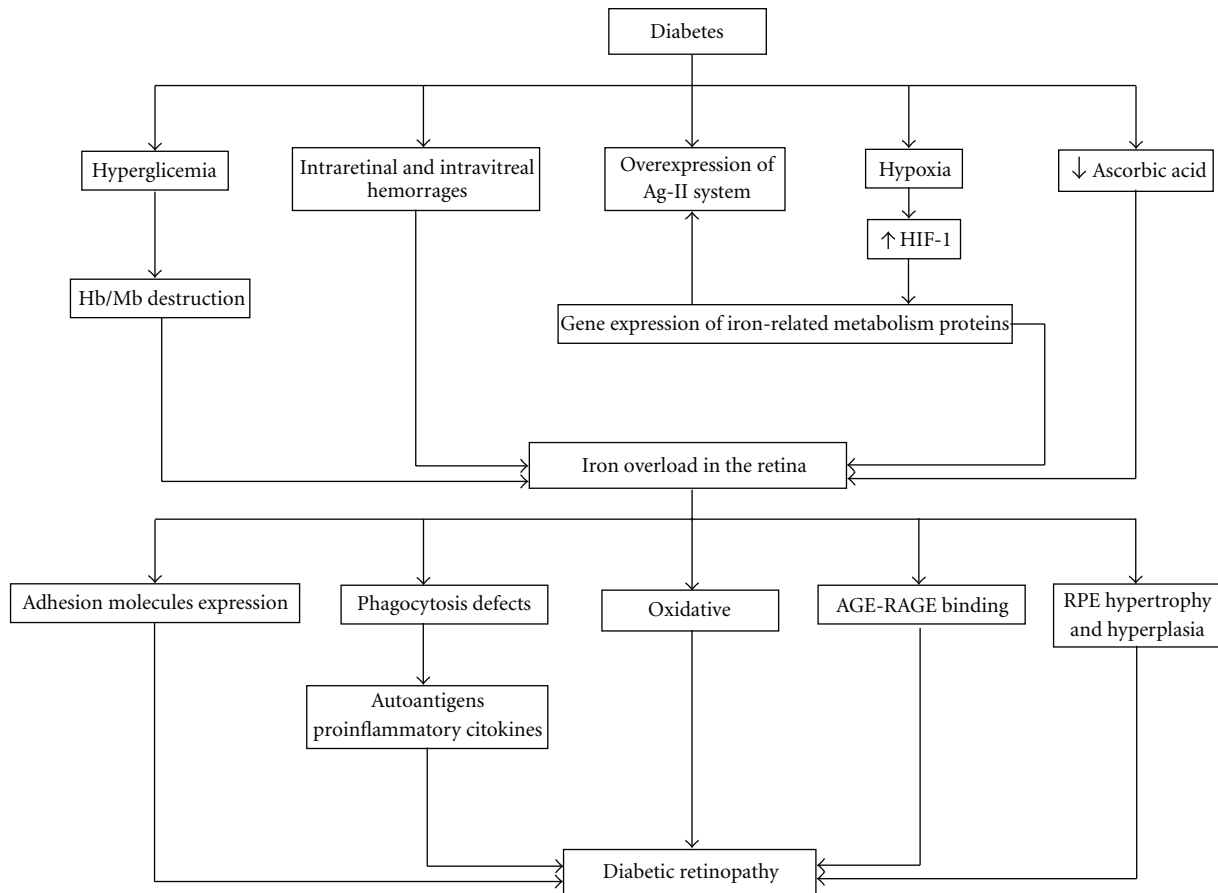 Diabetes
Hyperglicemia
Intraretinal and intravitreal
hemorrages
Overexpression of
Ag-II system
Hypoxia
↓ Ascorbic acid
↑ HIF-1
Hb/Mb destruction
Gene expression of iron-related metabolism proteins
Iron overload in the retina
Adhesion molecules expression
Phagocytosis defects
Oxidative
AGE-RAGE binding
RPE hypertrophy
and hyperplasia
Autoantigens
proinflammatory citokines
Diabetic retinopathy